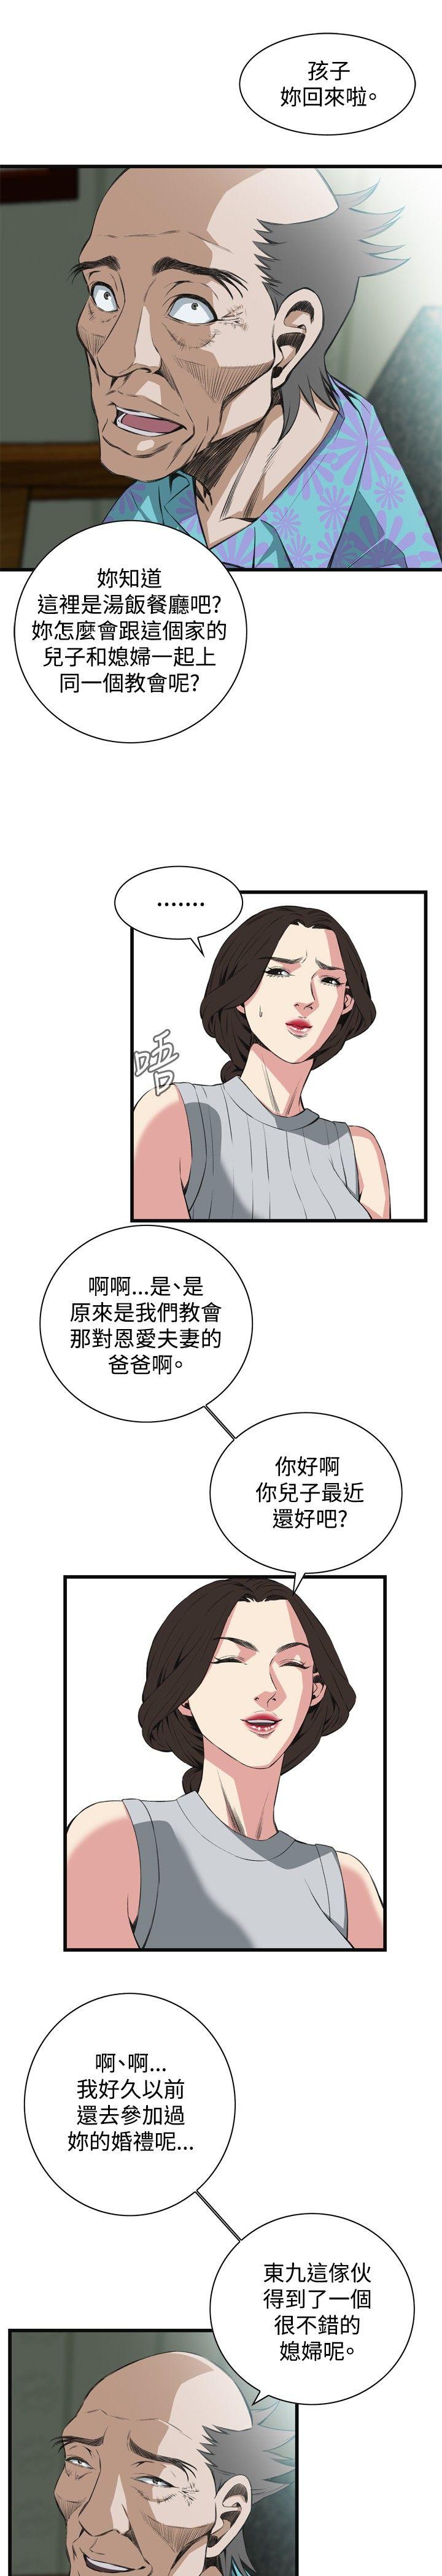 孩子
妳回來啦。
妳知道
這裡是湯飯餐廳吧?
妳怎麼會跟這個家的
兒子和媳婦一起上
同一個教會呢?
.......
唔
啊啊...是、是
原來是我們教會
那對恩愛夫妻的
爸爸啊。
你好啊
你兒子最近
還好吧?
啊、啊...
我好久以前
還去參加過
妳的婚禮呢...
東九這傢伙
得到了一個
很不錯的
媳婦呢。